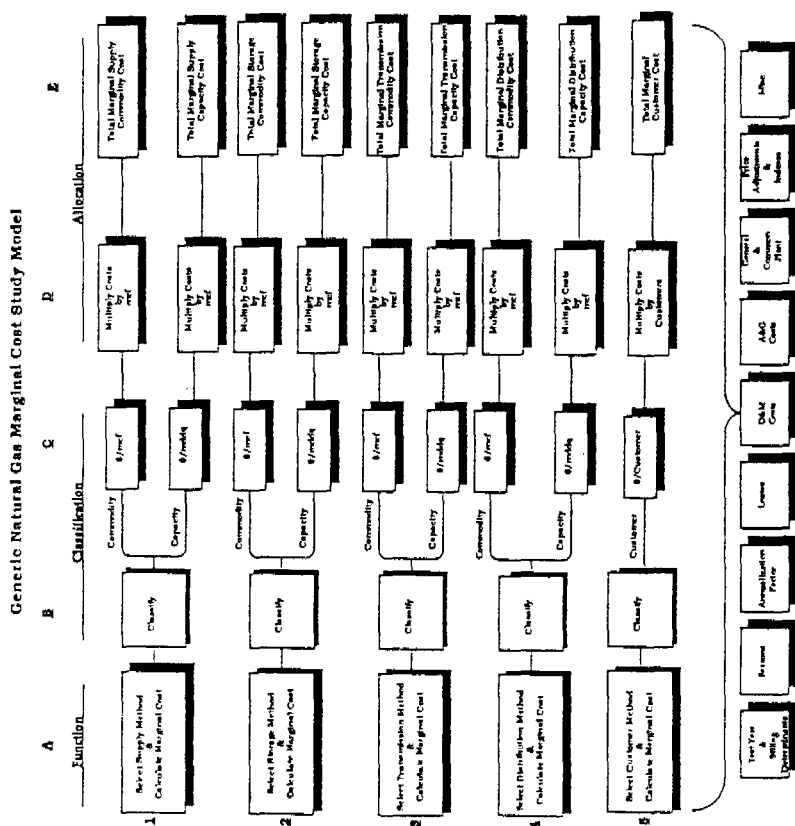 Generic Natural Gas Marginal Cost Study Model
A
B
C
D
E
Function
Classification
Allocation
1
Select Supply Method
&
Calculate Marginal Cost
Classify
Commodity
Capacity
$/mcf
$/mddq
Multiply Costs
by
mcf
Multiply Costs
by
mcf
Total Marginal Supply
Commodity Cost
Total Marginal Supply
Capacity Cost
2
Select Storage Method
&
Calculate Marginal Cost
Classify
Commodity
Capacity
$/mcf
$/mddq
Multiply Costs
by
mcf
Multiply Costs
by
mcf
Total Marginal Storage
Commodity Cost
Total Marginal Storage
Capacity Cost
3
Select Transmission Method
&
Calculate Marginal Cost
Classify
Commodity
Capacity
$/mcf
$/mddq
Multiply Costs
by
mcf
Multiply Costs
by
mcf
Total Marginal Transmission
Commodity Cost
Total Marginal Transmission
Capacity Cost
4
Select Distribution Method
&
Calculate Marginal Cost
Classify
Commodity
Capacity
$/mcf
$/mddq
Multiply Costs
by
mcf
Multiply Costs
by
mcf
Total Marginal Distribution
Commodity Cost
Total Marginal Distribution
Capacity Cost
5
Select Customer Method
&
Calculate Marginal Cost
Classify
Customer
$/Customer
Multiply Costs
by
Customers
Total Marginal
Customer Cost
Test Year
&
Billing
Determinants
Annualization
Factor
Losses
O&M
Costs
A&G
Costs
General
&
Common
Plant
Price
Adjustments
&
Indexes
Misc